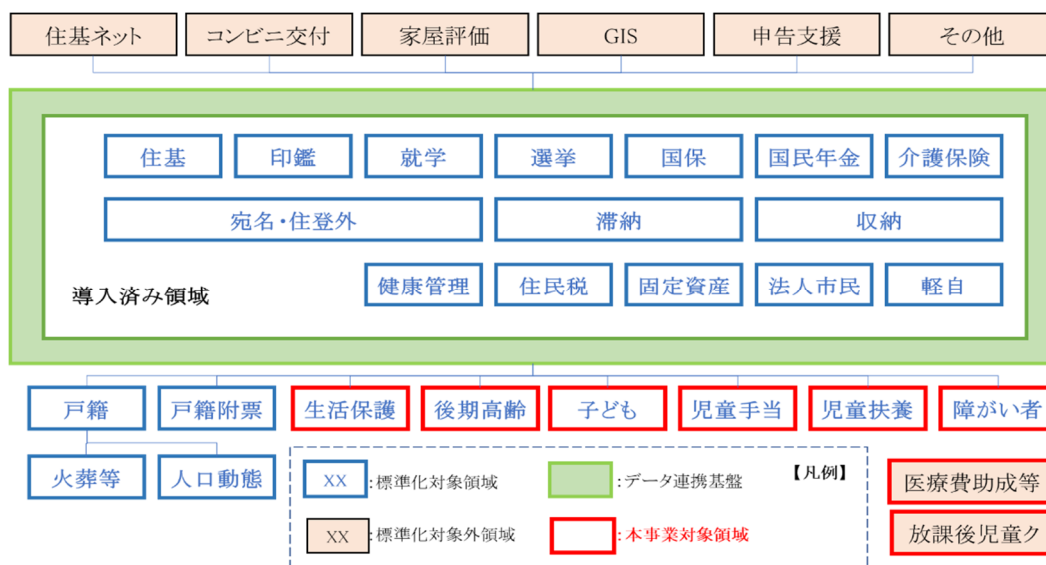 住基ネット コンビニ交付 家屋評価 GIS 申告支援 その他
住基 印鑑 就学 選挙 国保 国民年金 介護保険
宛名・住登外 滞納 収納
健康管理 住民税 固定資産 法人市民 軽自
導入済み領域
戸籍 戸籍附票 生活保護 後期高齢 子ども 児童手当 児童扶養 障がい者
火葬等 人口動態
【凡例】
XX :標準化対象領域 :データ連携基盤
XX :標準化対象外領域 :本事業対象領域
医療費助成等
放課後児童ク